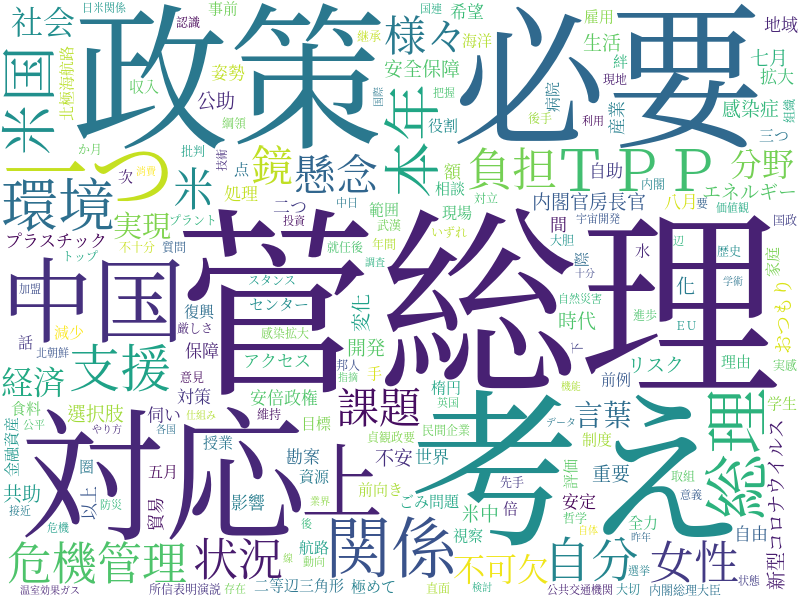 日米関係
認識
事前
国連
希望
雇用
地域
社会
政策
様々
海洋
生活
絆
必要
北極海航路
収入
姿勢
安全保障
病院
現地
七月
拡大
米国
公助
国際
継承
把握
役割
後手
産業
利用
感染症
組織
綱領
本年
一つ
か月
消費
批判
技術
点
鏡
懸念
額
負担
ＴＰＰ
三つ
分野
環境
次
米
処理
相談
対立
自助
内閣
エネルギー
実現
プラント
二つ
中日
範囲
現場
内閣官房長官
八月
要
価値観
プラスチック
不十分
質問
投資
武漢
間
宇宙開発
国政
トップ
就任後
年間
いずれ
大胆
水
辺
歴史
家庭
中国
菅総理
調査
際
十分
化
学術
スタンス
自然災害
おつもり
加盟
復興
センター
変化
時代
進歩
ＥＵ
話
減少
厳しさ
感染拡大
開発
下
北朝鮮
保障
アクセス
邦人
手
指摘
リスク
理由
実感
経済
支援
意見
安倍政権
楕円
前例
機能
食料
対策
課題
英国
言葉
総理
学生
公平
選択肢
仕組み
伺い
維持
目標
貞観政要
民間企業
データ
制度
金融資産
やり方
各国
対応
上
考え
授業
勘案
不安
世界
評価
取組
新型コロナウイルス
共助
圏
五月
資源
前向き
先手
重要
意義
接近
以上
防災
貿易
影響
ごみ問題
倍
安定
自由
危機
業界
米中
哲学
全力
後
視察
自体
昨年
危機管理
状況
線
航路
動向
関係
不可欠
自分
選挙
女性
状態
温室効果ガス
所信表明演説
存在
二等辺三角形
極めて
直面
検討
公共交通機関
大切
内閣総理大臣